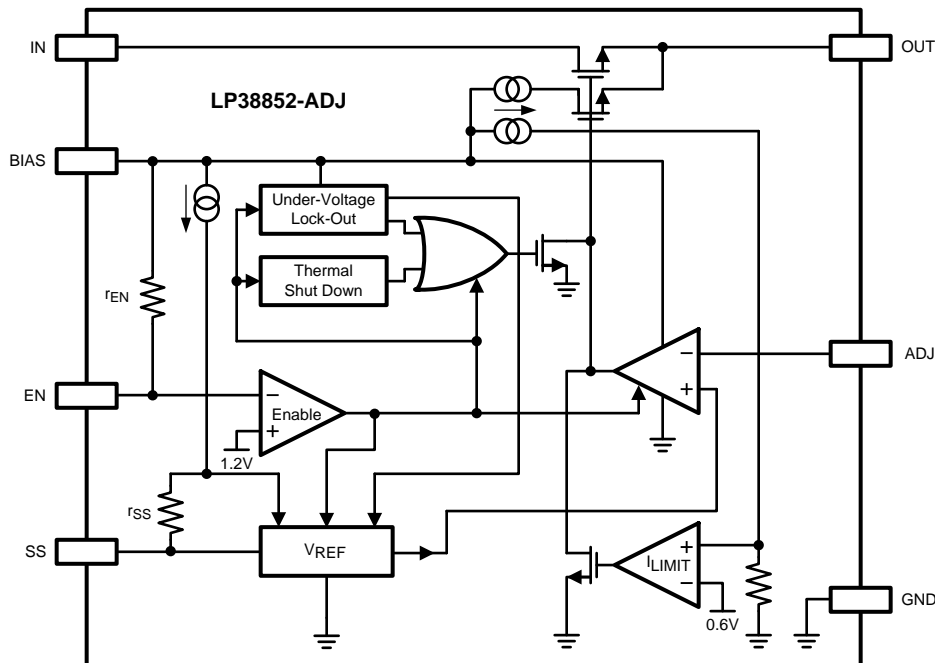 IN
OUT
LP38852-ADJ
BIAS
Under-Voltage
Lock-Out
Thermal
Shut Down
rEN
ADJ
EN
Enable
1.2V
rSS
SS
VREF
ILIMIT
0.6V
GND